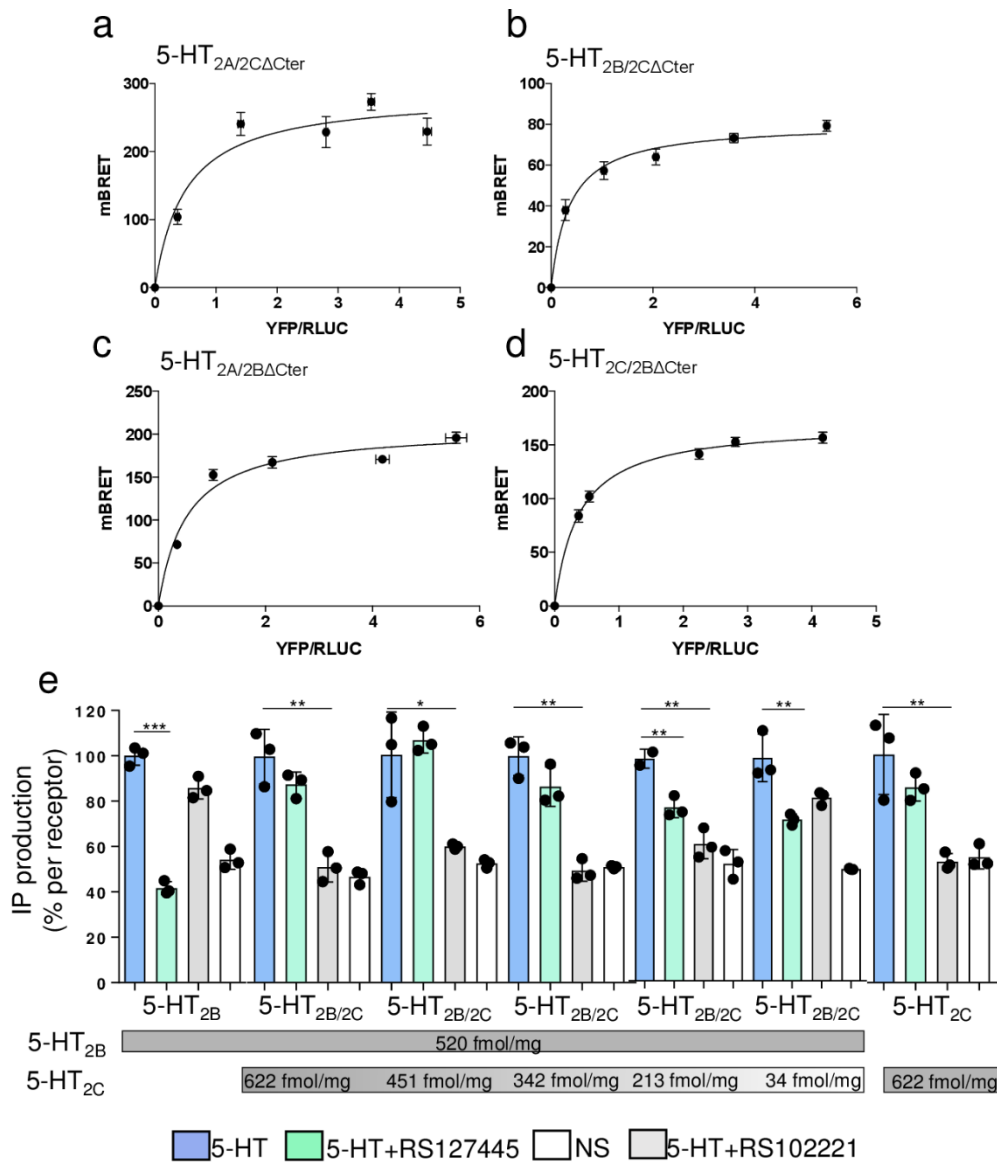 a
5-HT2A/2CΔCter
300
200
100
0
mBRET
0 1 2 3 4 5
YFP/RLUC
b
5-HT2B/2CΔCter
100
80
60
40
20
0
mBRET
0 2 4 6
YFP/RLUC
c
5-HT2A/2BΔCter
250
200
150
100
50
0
mBRET
0 2 4 6
YFP/RLUC
d
5-HT2C/2BΔCter
200
150
100
50
0
mBRET
0 1 2 3 4 5
YFP/RLUC
e
IP production
(% per receptor)
120
100
80
60
40
20
0
*** ** * ** ** ** **
**
5-HT2B 5-HT2B/2C 5-HT2B/2C 5-HT2B/2C 5-HT2B/2C 5-HT2B/2C 5-HT2C
5-HT2B 520 fmol/mg
5-HT2C 622 fmol/mg 451 fmol/mg 342 fmol/mg 213 fmol/mg 34 fmol/mg 622 fmol/mg
5-HT 5-HT+RS127445 NS 5-HT+RS102221